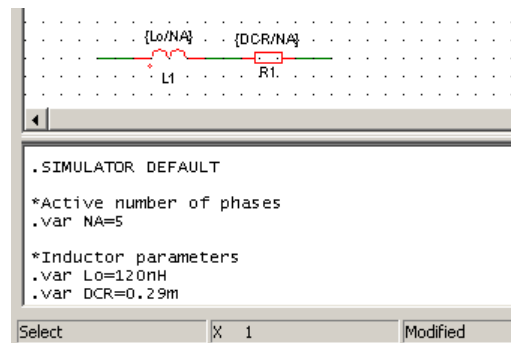 {Lo/NA} {DCR/NA}
L1 R1.
.SIMULATOR DEFAULT
*Active number of phases
.var NA=5
*Inductor parameters
.var Lo=120nH
.var DCR=0.29m
Select X 1 Modified